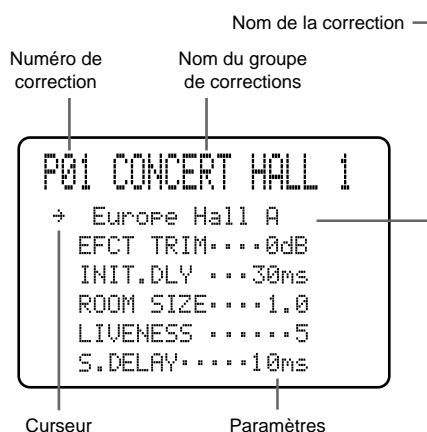 Nom de la correction
Numéro de correction
Nom du groupe de corrections
P01 CONCERT HALL 1
→ Europe Hall A
EFCT TRIM····0dB
INIT.DLY ···30ms
ROOM SIZE····1.0
LIVENESS ······5
S.DELAY·····10ms
Curseur
Paramètres